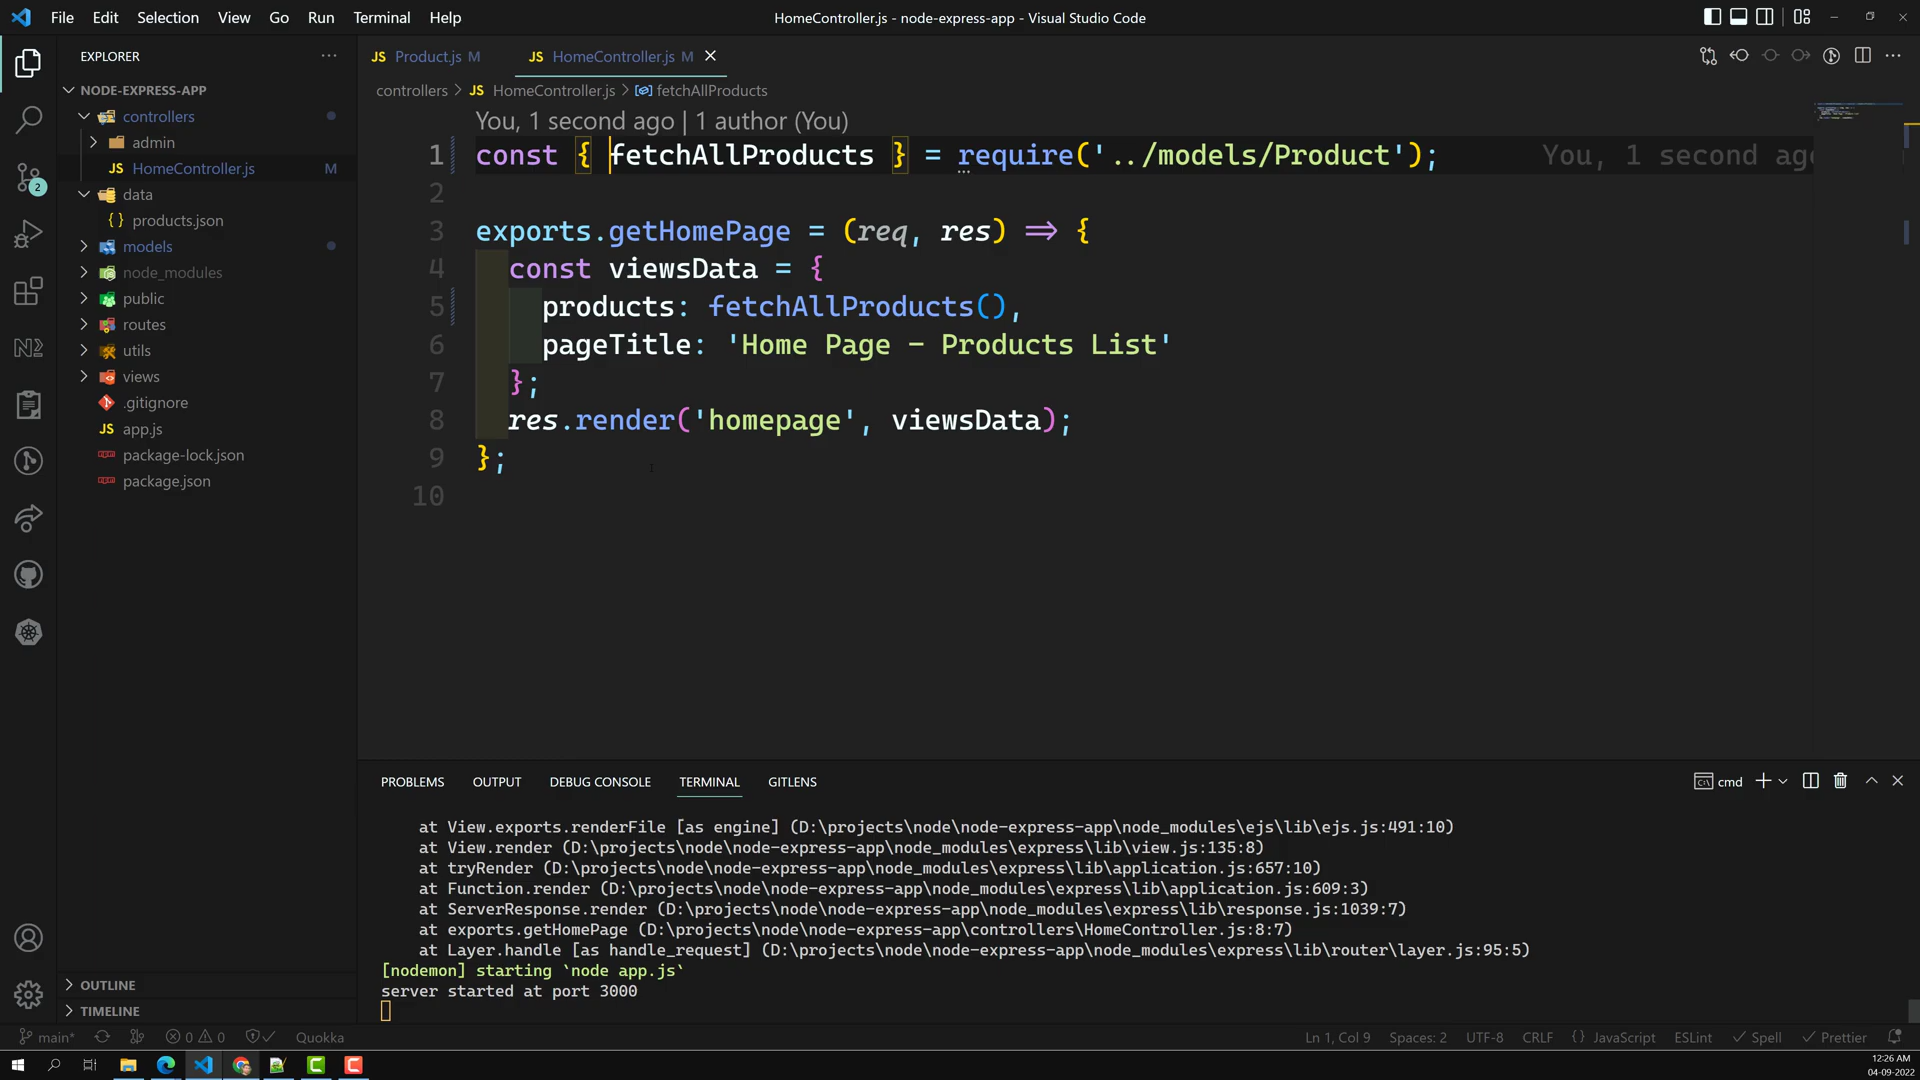 File Edit Selection View Go Run Terminal Help
HomeController.js - node-express-app - Visual Studio Code
EXPLORER
NODE-EXPRESS-APP
controllers
admin
JS HomeController.js M
data
{} products.json
models
node_modules
public
routes
utils
views
.gitignore
JS app.js
package-lock.json
package.json
OUTLINE
TIMELINE
2
JS Product.js M
JS HomeController.js M
controllers > JS HomeController.js > fetchAllProducts
You, 1 second ago | 1 author (You)
1 const { fetchAllProducts } = require('../models/Product'); You, 1 second ago
2
3 exports.getHomePage = (req, res) => {
4 const viewsData = {
5 products: fetchAllProducts(),
6 pageTitle: 'Home Page - Products List'
7 };
8 res.render('homepage', viewsData);
9 };
10
PROBLEMS OUTPUT DEBUG CONSOLE TERMINAL GITLENS
cmd
at View.exports.renderFile [as engine] (D:\projects\node\node-express-app\node_modules\ejs\lib\ejs.js:491:10)
at View.render (D:\projects\node\node-express-app\node_modules\express\lib\view.js:135:8)
at tryRender (D:\projects\node\node-express-app\node_modules\express\lib\application.js:657:10)
at Function.render (D:\projects\node\node-express-app\node_modules\express\lib\application.js:609:3)
at ServerResponse.render (D:\projects\node\node-express-app\node_modules\express\lib\response.js:1039:7)
at exports.getHomePage (D:\projects\node\node-express-app\controllers\HomeController.js:8:7)
at Layer.handle [as handle_request] (D:\projects\node\node-express-app\node_modules\express\lib\router\layer.js:95:5)
[nodemon] starting `node app.js`
server started at port 3000
main* 0 0 Quokka
Ln 1, Col 9 Spaces: 2 UTF-8 CRLF {} JavaScript ESLint Spell Prettier
12:26 AM
04-09-2022